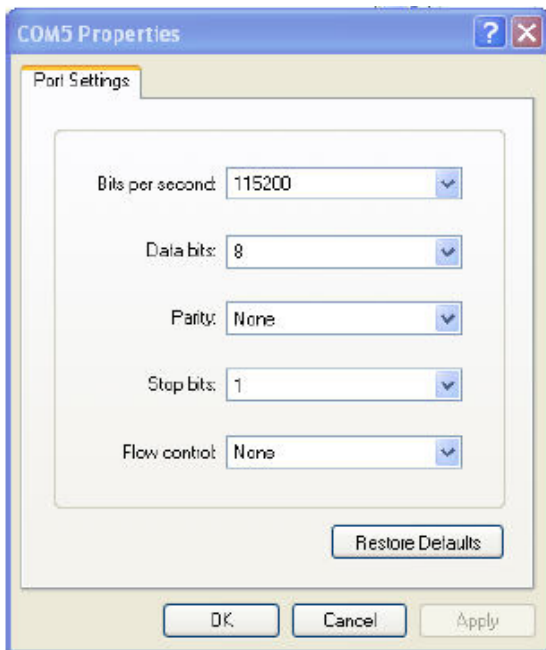 COM5 Properties
Port Settings
Bits per second: 115200
Data bits: 8
Parity: None
Stop bits: 1
Flow control: None
Restore Defaults
OK Cancel Apply